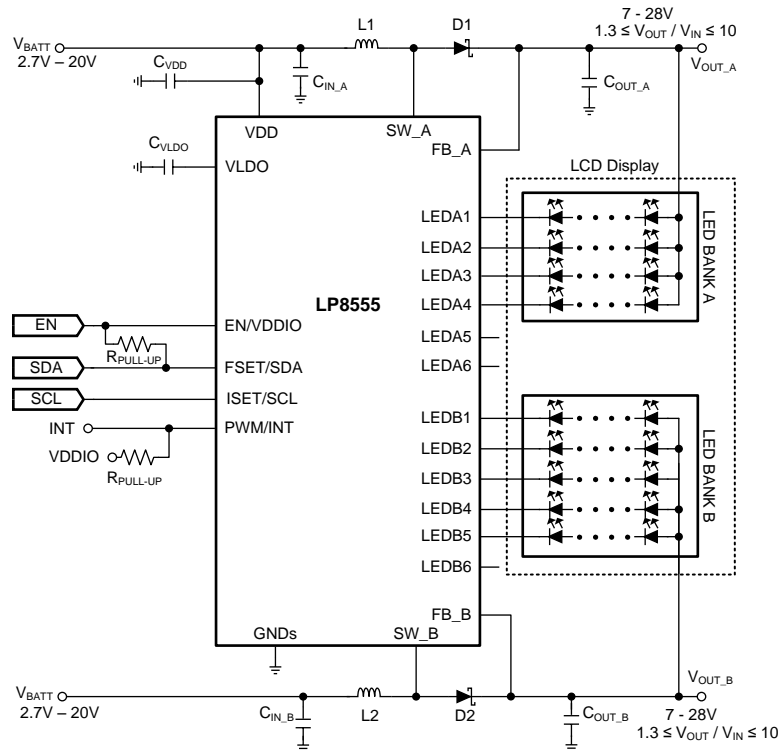 L1
D1
7 - 28V
1.3 ≤ VOUT / VIN ≤ 10
VBATT
2.7V – 20V
CVDD
CIN_A
COUT_A
VOUT_A
VDD
SW_A
CVLDO
VLDO
FB_A
LCD Display
LEDA1
LEDA2
LEDA3
LEDA4
LED BANK A
LP8555
EN
EN/VDDIO
RPULL-UP
LEDA5
SDA
FSET/SDA
LEDA6
SCL
ISET/SCL
INT
PWM/INT
VDDIO
RPULL-UP
LEDB1
LEDB2
LEDB3
LEDB4
LEDB5
LED BANK B
LEDB6
FB_B
GNDs
SW_B
VBATT
2.7V – 20V
CIN_B
L2
D2
COUT_B
VOUT_B
7 - 28V
1.3 ≤ VOUT / VIN ≤ 10